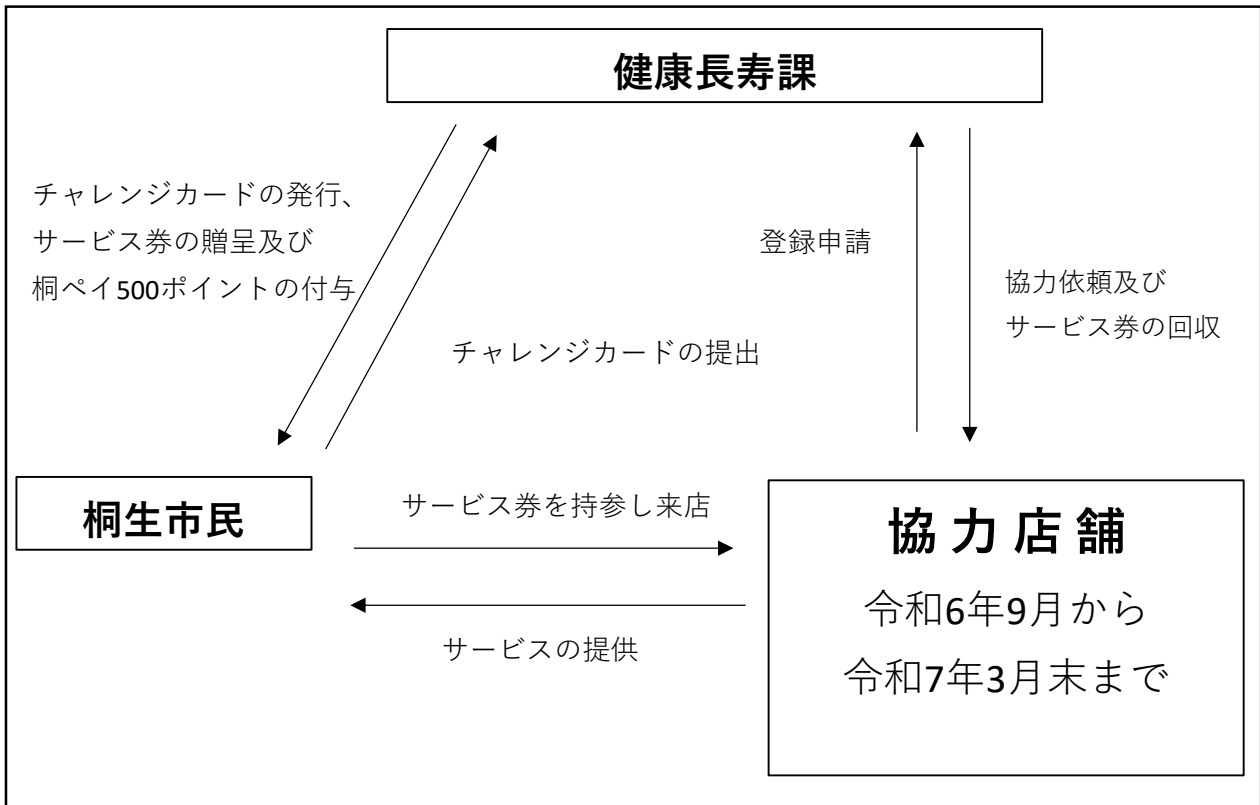 健康長寿課
チャレンジカードの発行、
サービス券の贈呈及び
桐ペイ500ポイントの付与
登録申請
協力依頼及び
サービス券の回収
チャレンジカードの提出
桐生市民
サービス券を持参し来店
サービスの提供
協力店舗
令和6年9月から
令和7年3月末まで